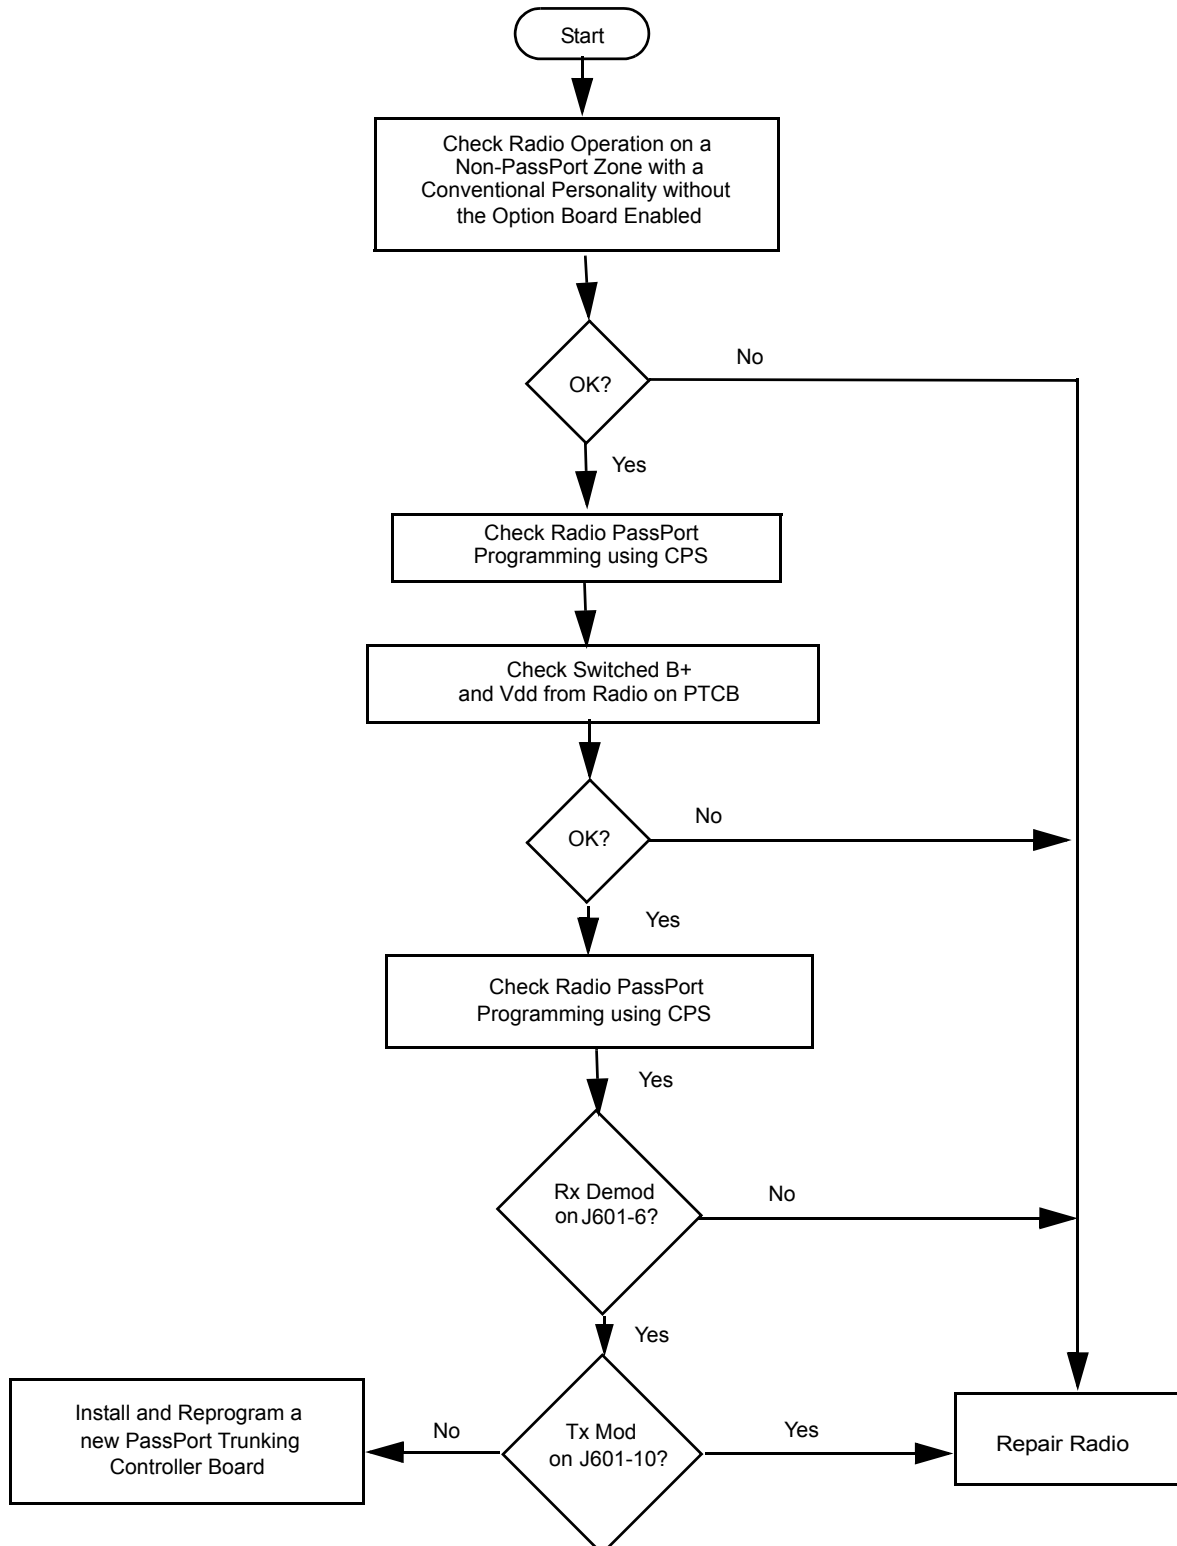 Start
Check Radio Operation on a
Non-PassPort Zone with a
Conventional Personality without
the Option Board Enabled
No
OK?
Yes
Check Radio PassPort
Programming using CPS
Check Switched B+
and Vdd from Radio on PTCB
No
OK?
Yes
Check Radio PassPort
Programming using CPS
Yes
Rx Demod
on J601-6?
No
Yes
Install and Reprogram a
new PassPort Trunking
Controller Board
No
Tx Mod
on J601-10?
Yes
Repair Radio